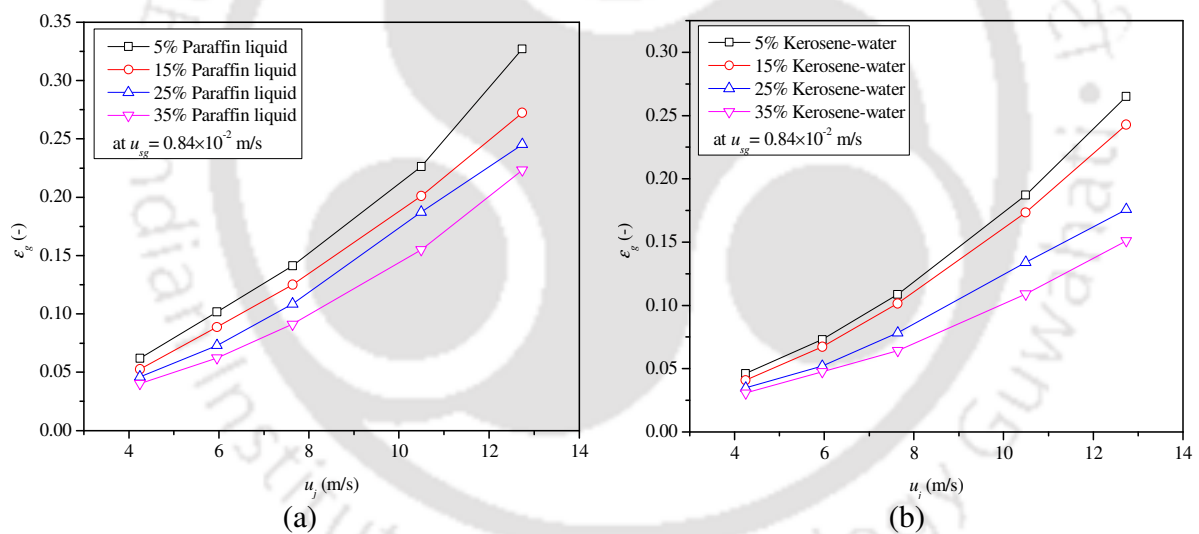 0.35
0.30
0.25
0.20
0.15
0.10
0.05
0.00
ε_g (-)
5% Paraffin liquid
15% Paraffin liquid
25% Paraffin liquid
35% Paraffin liquid
at u_sg = 0.84×10⁻² m/s
4 6 8 10 12 14
u_j (m/s)
(a)
0.30
0.25
0.20
0.15
0.10
0.05
0.00
ε_g (-)
5% Kerosene-water
15% Kerosene-water
25% Kerosene-water
35% Kerosene-water
at u_sg = 0.84×10⁻² m/s
4 6 8 10 12 14
u_j (m/s)
(b)
Guwahati